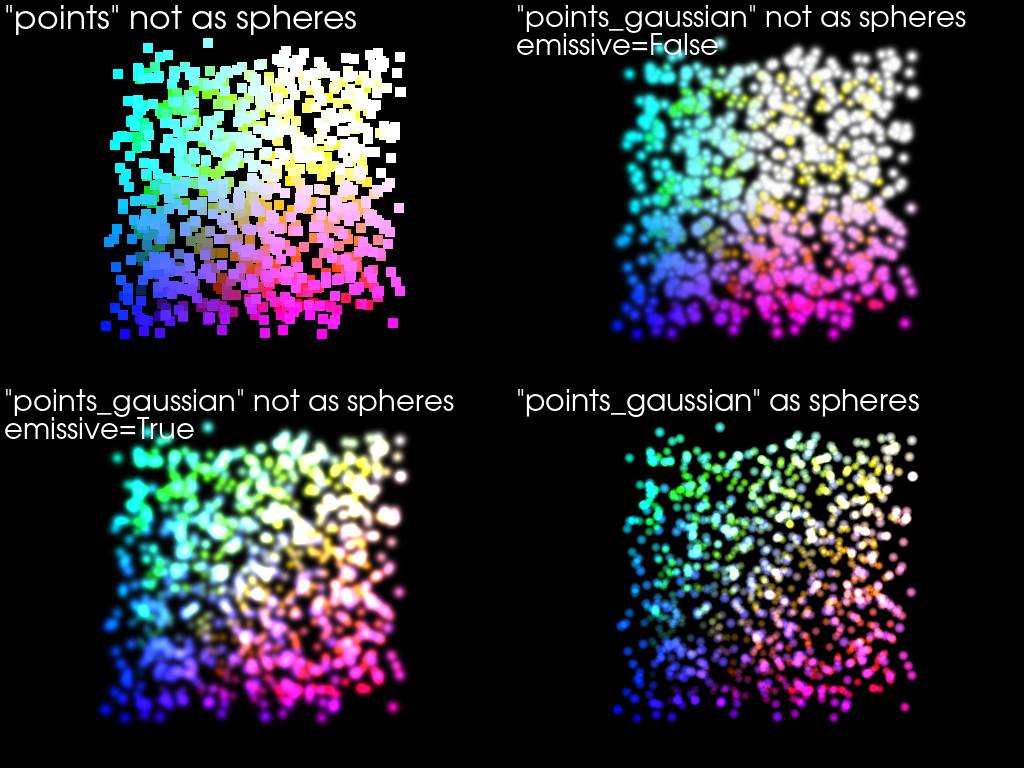 "points" not as spheres
"points_gaussian" not as spheres
emissive=False
"points_gaussian" not as spheres
emissive=True
"points_gaussian" as spheres